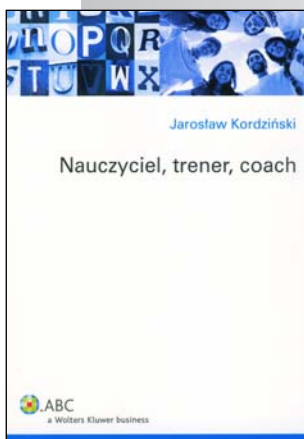 NOPQR
STUVWX
Jarosław Kordziński
Nauczyciel, trener, coach
ABC
a Wolters Kluwer business